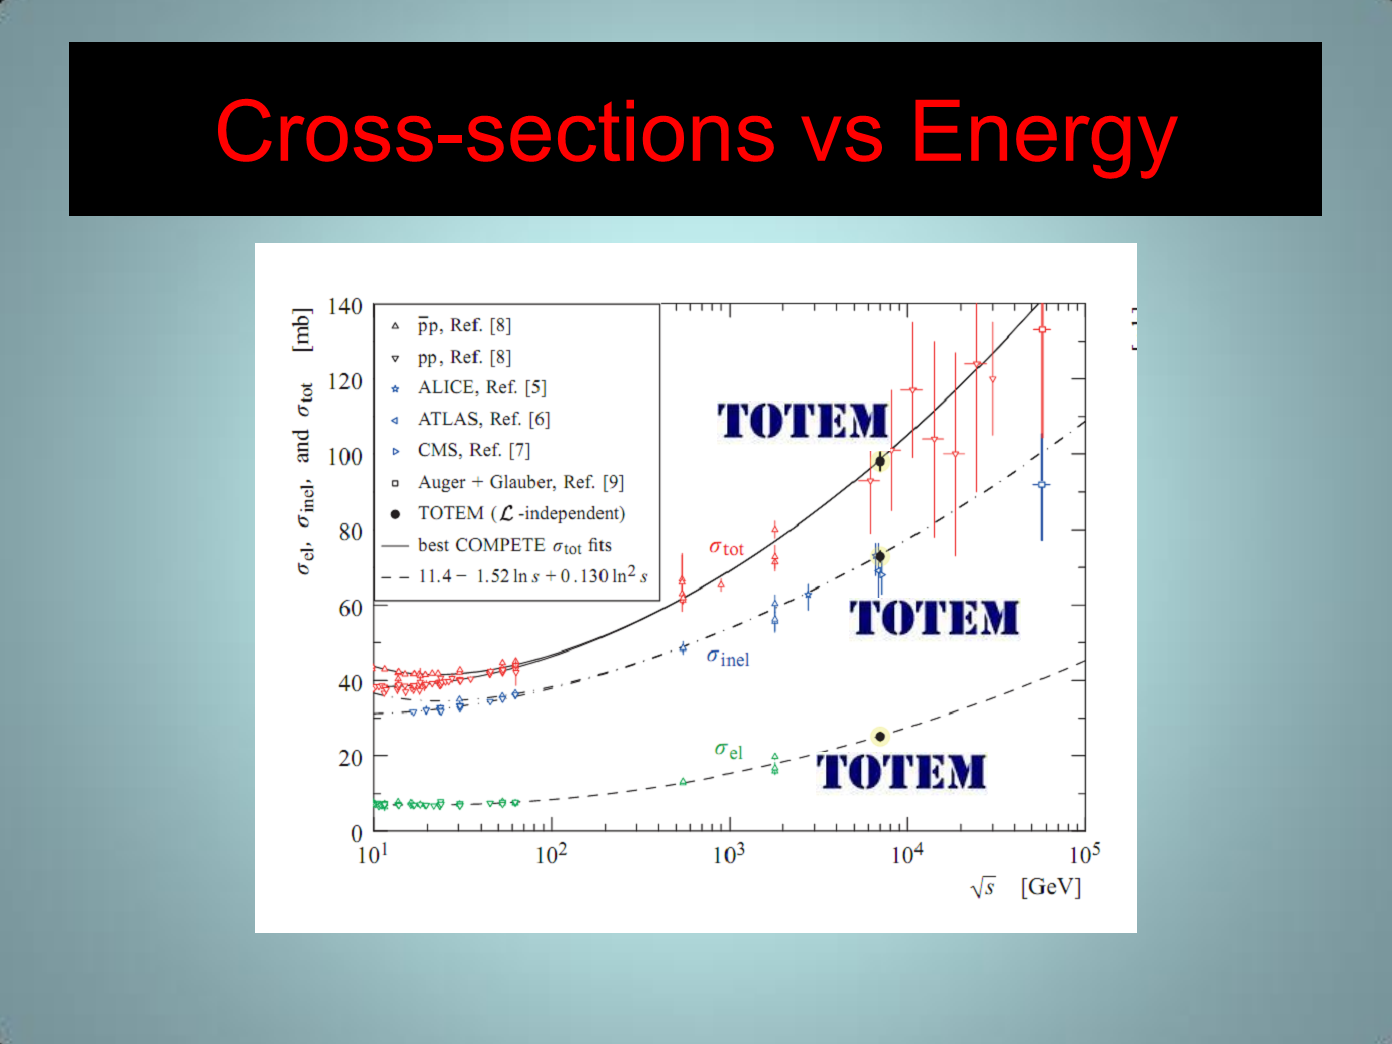 Cross-sections vs Energy
σel, σinel, and σtot [mb]
140
120
100
80
60
40
20
0
p̅p, Ref. [8]
pp, Ref. [8]
ALICE, Ref. [5]
ATLAS, Ref. [6]
CMS, Ref. [7]
Auger + Glauber, Ref. [9]
TOTEM (ℒ -independent)
best COMPETE σtot fits
11.4 − 1.52 ln s + 0.130 ln² s
TOTEM
σtot
TOTEM
σinel
σel
TOTEM
10¹ 10² 10³ 10⁴ 10⁵
√s [GeV]